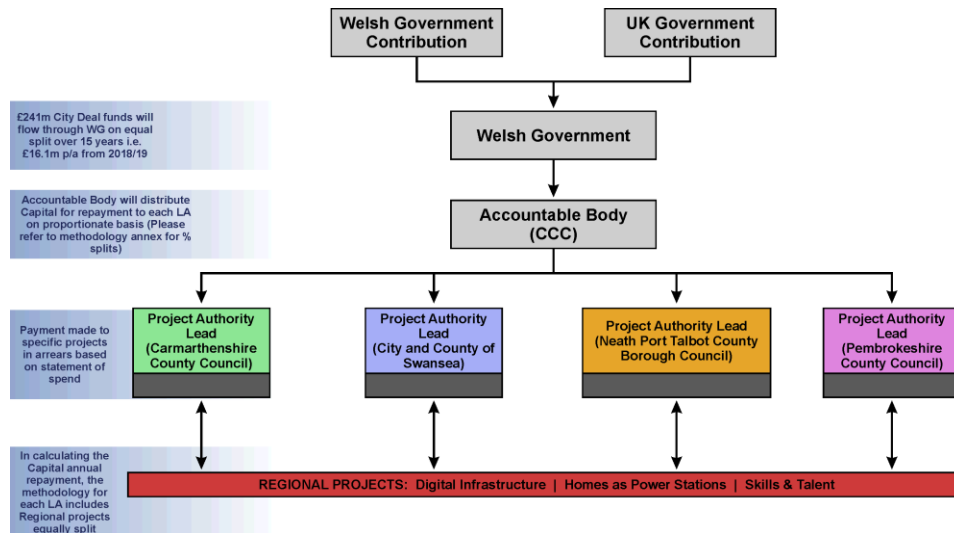 Welsh Government
Contribution
UK Government
Contribution
£241m City Deal funds will
flow through WG on equal
split over 15 years i.e.
£16.1m p/a from 2018/19
Welsh Government
Accountable Body will distribute
Capital for repayment to each LA
on proportionate basis (Please
refer to methodology annex for %
splits)
Accountable Body
(CCC)
Payment made to
specific projects
in arrears based
on statement of
spend
Project Authority
Lead
(Carmarthenshire
County Council)
Project Authority
Lead
(City and County of
Swansea)
Project Authority Lead
(Neath Port Talbot County
Borough Council)
Project Authority
Lead
(Pembrokeshire
County Council)
In calculating the
Capital annual
repayment, the
methodology for
each LA includes
Regional projects
equally split
REGIONAL PROJECTS: Digital Infrastructure | Homes as Power Stations | Skills & Talent